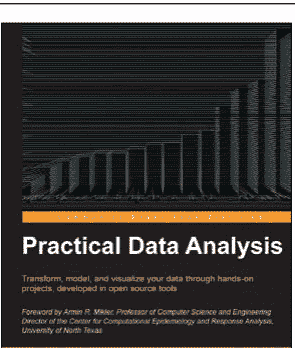 Practical Data Analysis
Transform, model, and visualize your data through hands-on
projects, developed in open source tools
Foreword by Armin R. Mikler, Professor of Computer Science and Engineering
Director of the Center for Computational Epidemiology and Response Analysis,
University of North Texas